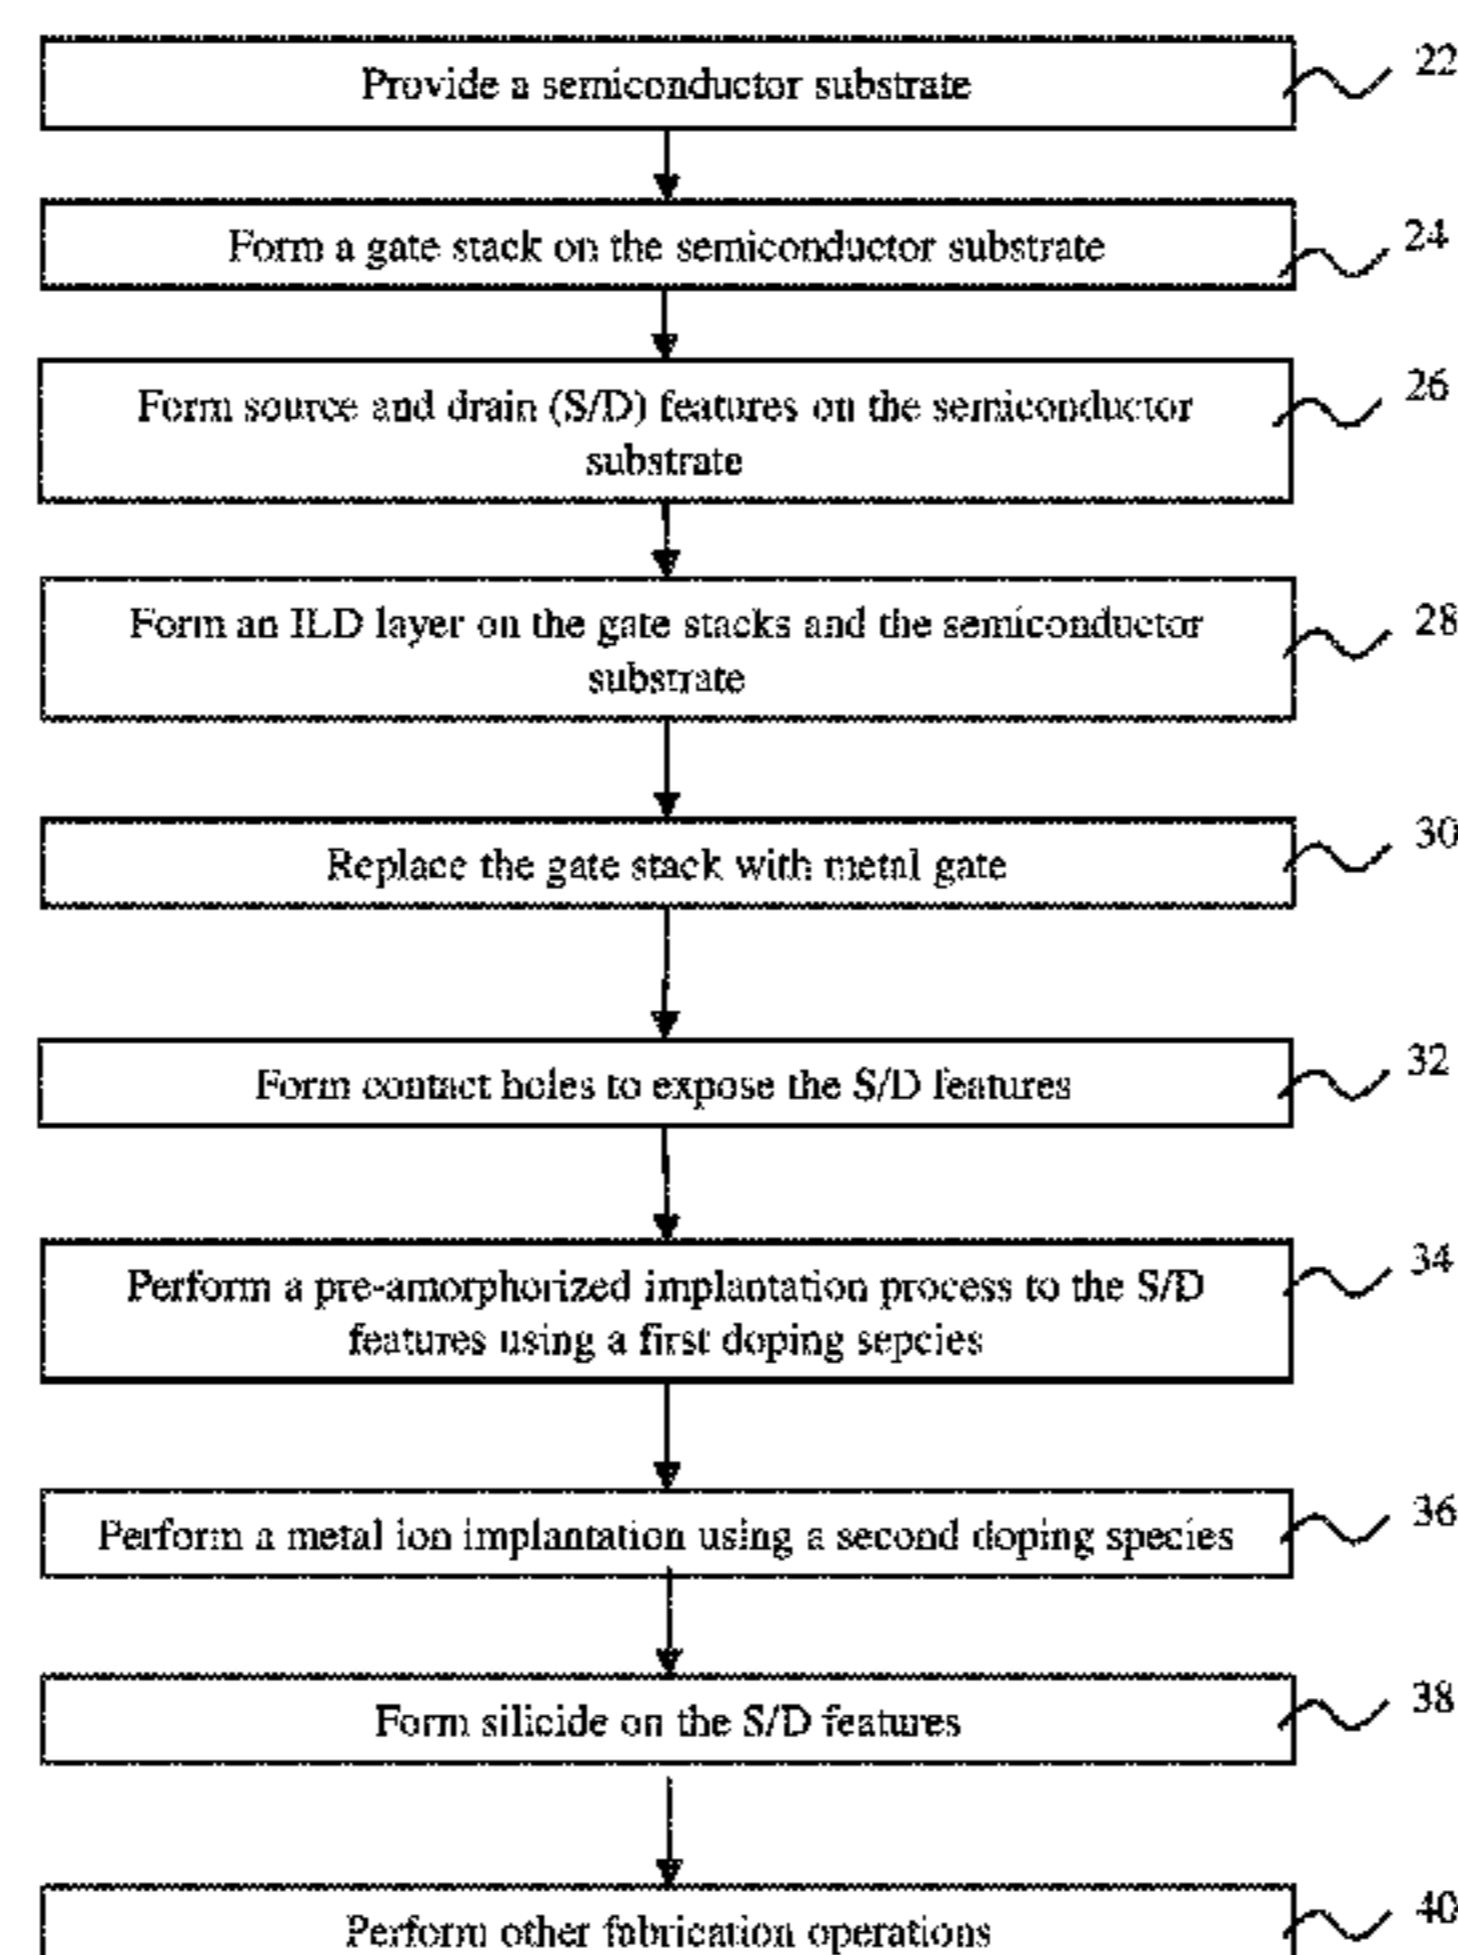 Provide a semiconductor substrate
22
Form a gate stack on the semiconductor substrate
24
Form source and drain (S/D) features on the semiconductor
substrate
26
Form an ILD layer on the gate stacks and the semiconductor
substrate
28
Replace the gate stack with metal gate
30
Form contact holes to expose the S/D features
32
Perform a pre-amorphorized implantation process to the S/D
features using a first doping sepcies
34
Perform a metal ion implantation using a second doping species
36
Form silicide on the S/D features
38
Perform other fabrication operations
40